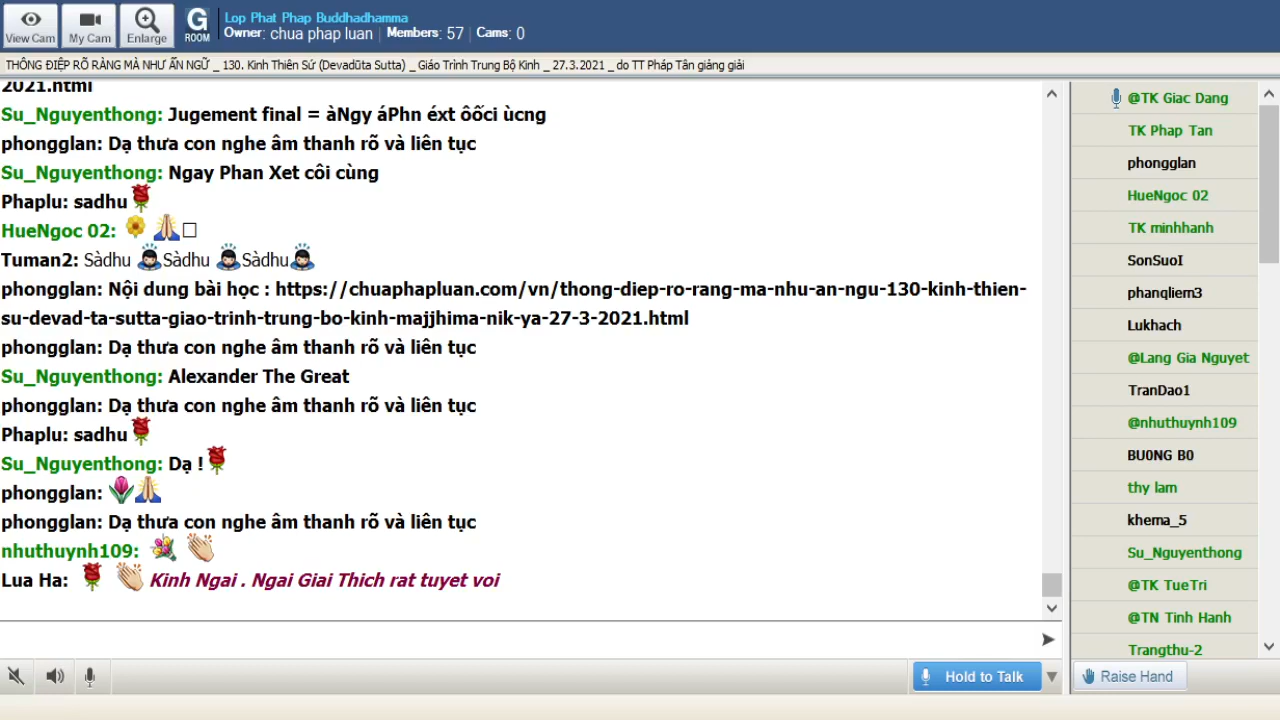 View Cam
My Cam
Enlarge
G
ROOM
Lop Phat Phap Buddhadhamma
Owner: chua phap luan | Members: 57 | Cams: 0
THÔNG ĐIỆP RÕ RÀNG MÀ NHƯ ẨN NGỮ _ 130. Kinh Thiên Sứ (Devadūta Sutta) _ Giáo Trình Trung Bộ Kinh _ 27.3.2021 _ do TT Pháp Tân giảng giải
2021.html
Su_Nguyenthong: Jugement final = àNgy áPhn éxt ôốci ùcng
phongglan: Dạ thưa con nghe âm thanh rõ và liên tục
Su_Nguyenthong: Ngay Phan Xet côi cùng
Phaplu: sadhu
HueNgoc 02:
Tuman2: Sàdhu Sàdhu Sàdhu
phongglan: Nội dung bài học : https://chuaphapluan.com/vn/thong-diep-ro-rang-ma-nhu-an-ngu-130-kinh-thien-
su-devad-ta-sutta-giao-trinh-trung-bo-kinh-majjhima-nik-ya-27-3-2021.html
phongglan: Dạ thưa con nghe âm thanh rõ và liên tục
Su_Nguyenthong: Alexander The Great
phongglan: Dạ thưa con nghe âm thanh rõ và liên tục
Phaplu: sadhu
Su_Nguyenthong: Dạ !
phongglan:
phongglan: Dạ thưa con nghe âm thanh rõ và liên tục
nhuthuynh109:
Lua Ha: Kinh Ngai . Ngai Giai Thich rat tuyet voi
@TK Giac Dang
TK Phap Tan
phongglan
HueNgoc 02
TK minhhanh
SonSuoI
phanqliem3
Lukhach
@Lang Gia Nguyet
TranDao1
@nhuthuynh109
BU0NG B0
thy lam
khema_5
Su_Nguyenthong
@TK TueTri
@TN Tinh Hanh
Trangthu-2
Hold to Talk
Raise Hand